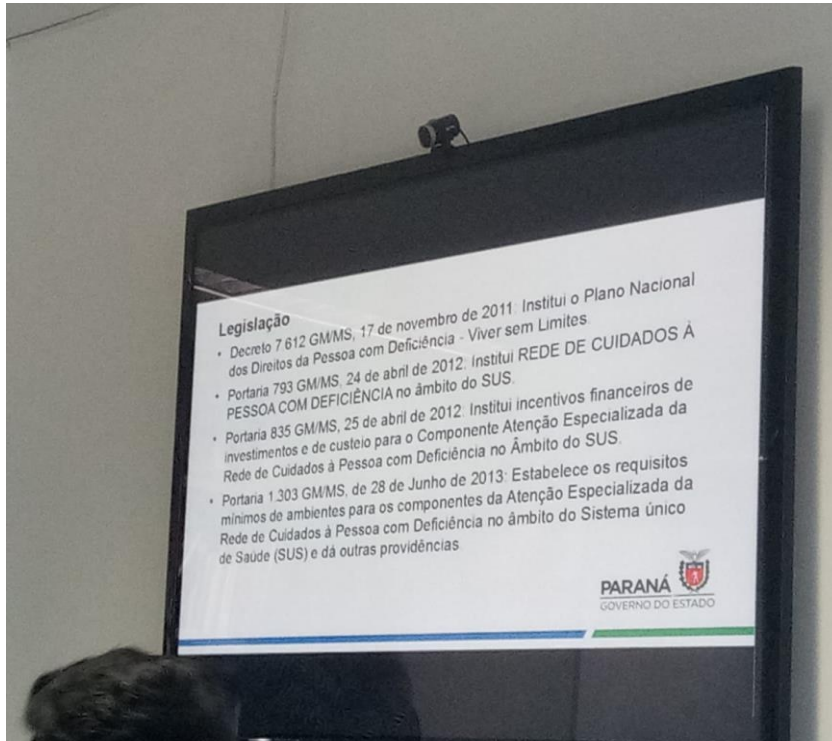 Legislação
• Decreto 7 612 GM/MS, 17 de novembro de 2011: Institui o Plano Nacional
dos Direitos da Pessoa com Deficiência - Viver sem Limites.
• Portaria 793 GM/MS, 24 de abril de 2012: Institui REDE DE CUIDADOS À
PESSOA COM DEFICIÊNCIA no âmbito do SUS.
• Portaria 835 GM/MS, 25 de abril de 2012: Institui incentivos financeiros de
investimentos e de custeio para o Componente Atenção Especializada da
Rede de Cuidados à Pessoa com Deficiência no Âmbito do SUS.
• Portaria 1.303 GM/MS, de 28 de Junho de 2013: Estabelece os requisitos
mínimos de ambientes para os componentes da Atenção Especializada da
Rede de Cuidados à Pessoa com Deficiência no âmbito do Sistema único
de Saúde (SUS) e dá outras providências
PARANÁ
GOVERNO DO ESTADO